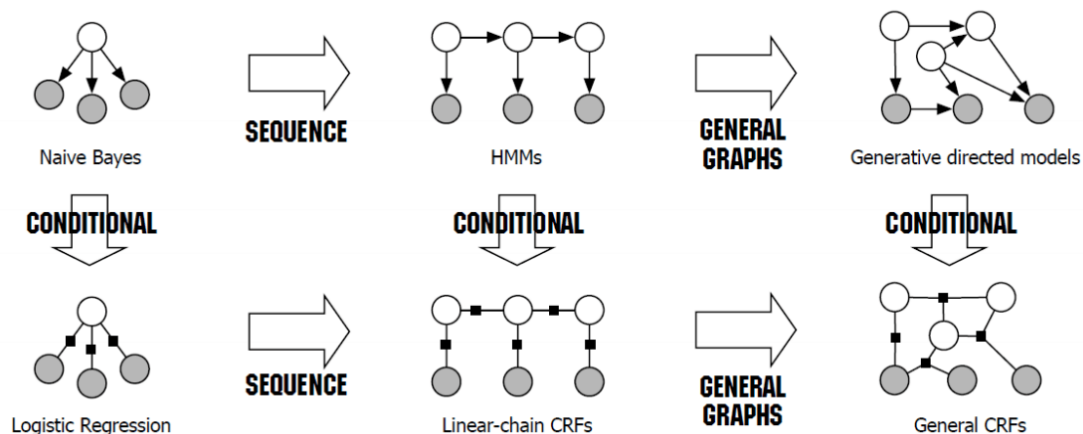 SEQUENCE
GENERAL
GRAPHS
Naive Bayes
HMMs
Generative directed models
CONDITIONAL
CONDITIONAL
CONDITIONAL
SEQUENCE
GENERAL
GRAPHS
Logistic Regression
Linear-chain CRFs
General CRFs